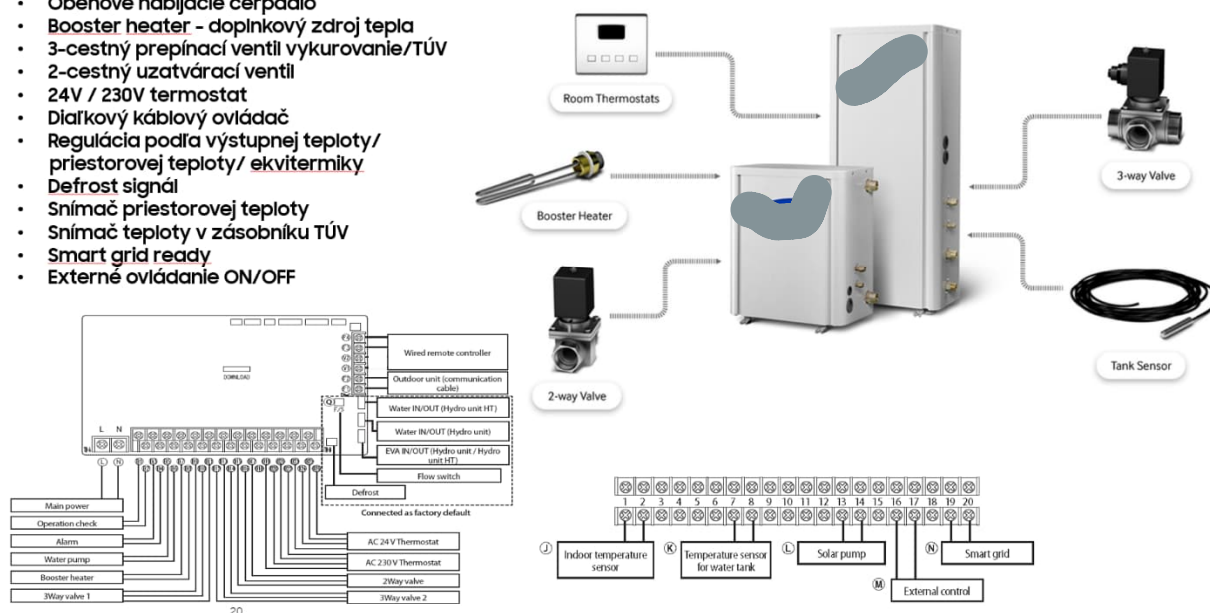 Obehové nabíjacie čerpadlo
Booster heater - doplnkový zdroj tepla
3-cestný prepínací ventil vykurovanie/TÚV
2-cestný uzatvárací ventil
24V / 230V termostat
Diaľkový káblový ovládač
Regulácia podľa výstupnej teploty/
priestorovej teploty/ ekvitermiky
Defrost signál
Snímač priestorovej teploty
Snímač teploty v zásobníku TÚV
Smart grid ready
Externé ovládanie ON/OFF
Room Thermostats
Booster Heater
2-way Valve
3-way Valve
Tank Sensor
DOWNLOAD
L N
L N
Wired remote controller
Outdoor unit (communication
cable)
Water IN/OUT (Hydro unit HT)
Water IN/OUT (Hydro unit)
EVA IN/OUT (Hydro unit / Hydro
unit HT)
Flow switch
Defrost
Connected as factory default
Main power
Operation check
Alarm
Water pump
Booster heater
3Way valve 1
AC 24 V Thermostat
AC 230 V Thermostat
2Way valve
3Way valve 2
20
1 2 3 4 5 6 7 8 9 10 11 12 13 14 15 16 17 18 19 20
J Indoor temperature
sensor
K Temperature sensor
for water tank
L Solar pump
M External control
N Smart grid